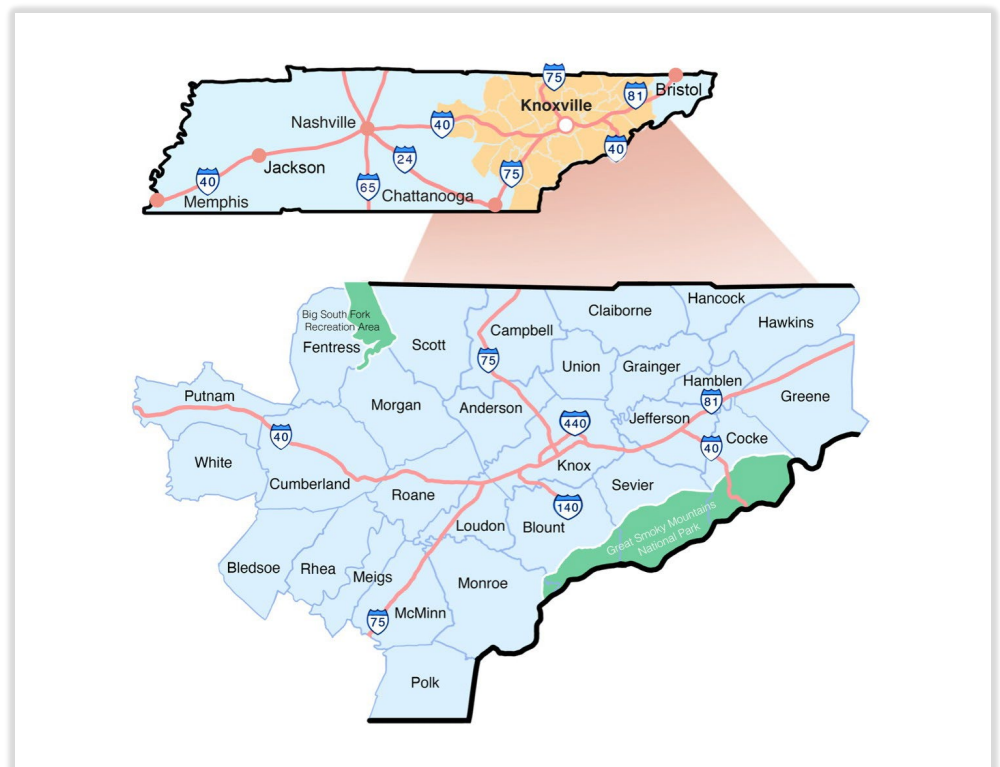 75
81
Bristol
Knoxville
Nashville
40
24
40
Jackson
75
40
65
Chattanooga
Memphis
Hancock
Claiborne
Big South Fork
Recreation Area
Hawkins
Campbell
Fentress
Scott
75
Union
Grainger
Hamblen
Putnam
Morgan
Anderson
81
Greene
Jefferson
440
40
Cocke
40
White
Knox
Cumberland
Sevier
Roane
140
Loudon
Blount
Great Smoky Mountains
National Park
Bledsoe
Rhea
Meigs
Monroe
75
McMinn
Polk